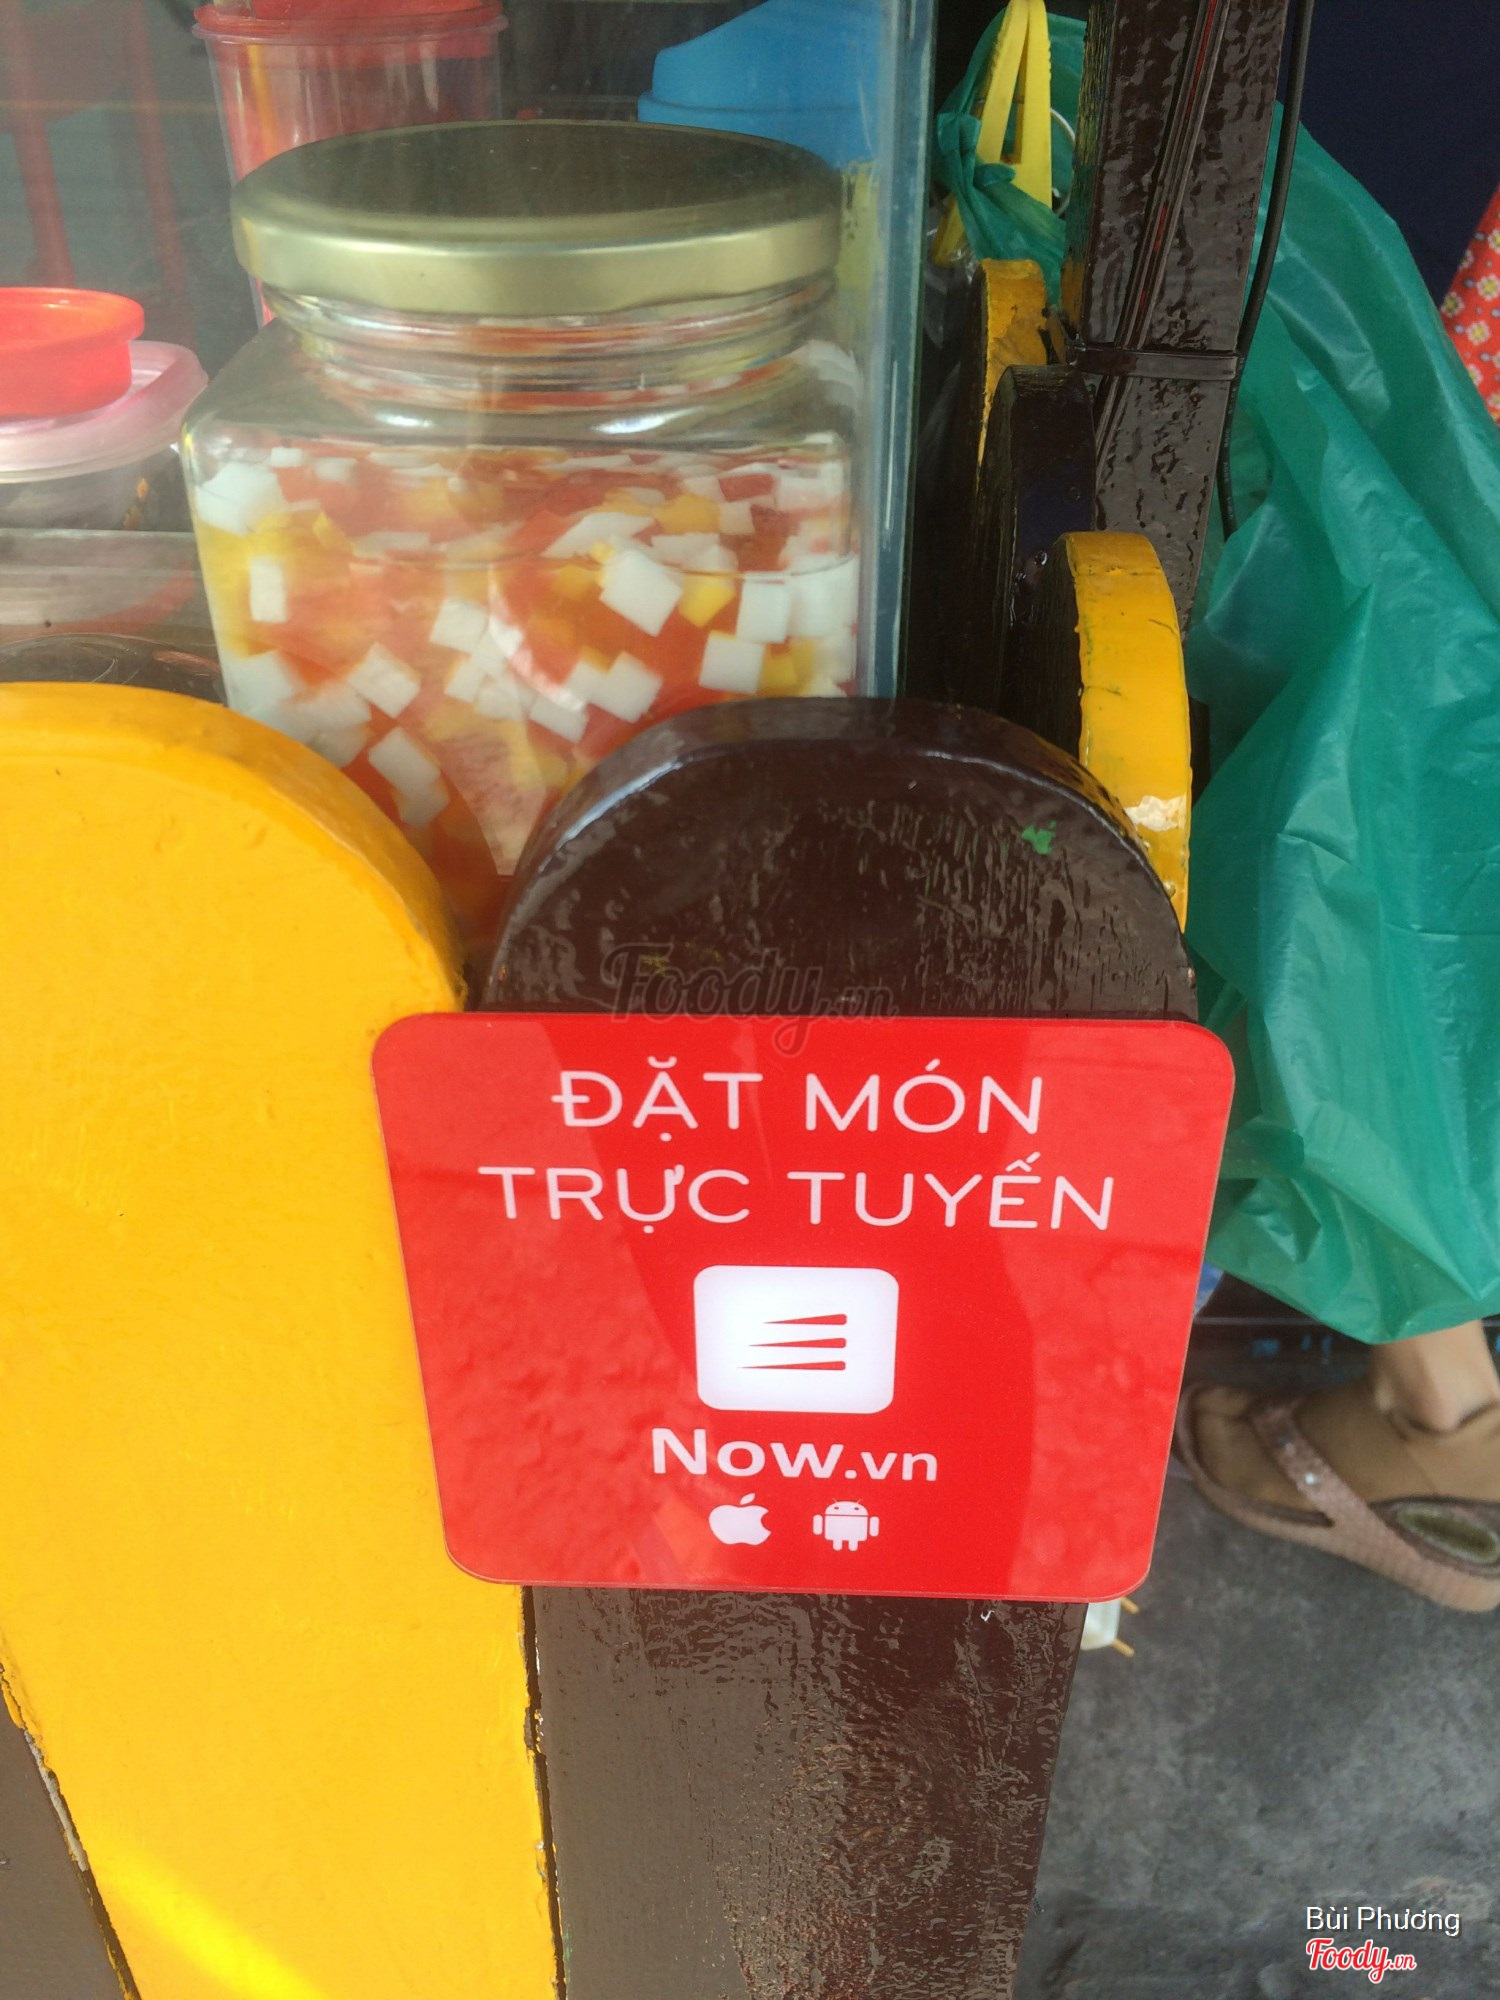 Foody.vn
ĐẶT MÓN
TRỰC TUYẾN
Now.vn
Bùi Phương
Foody.vn